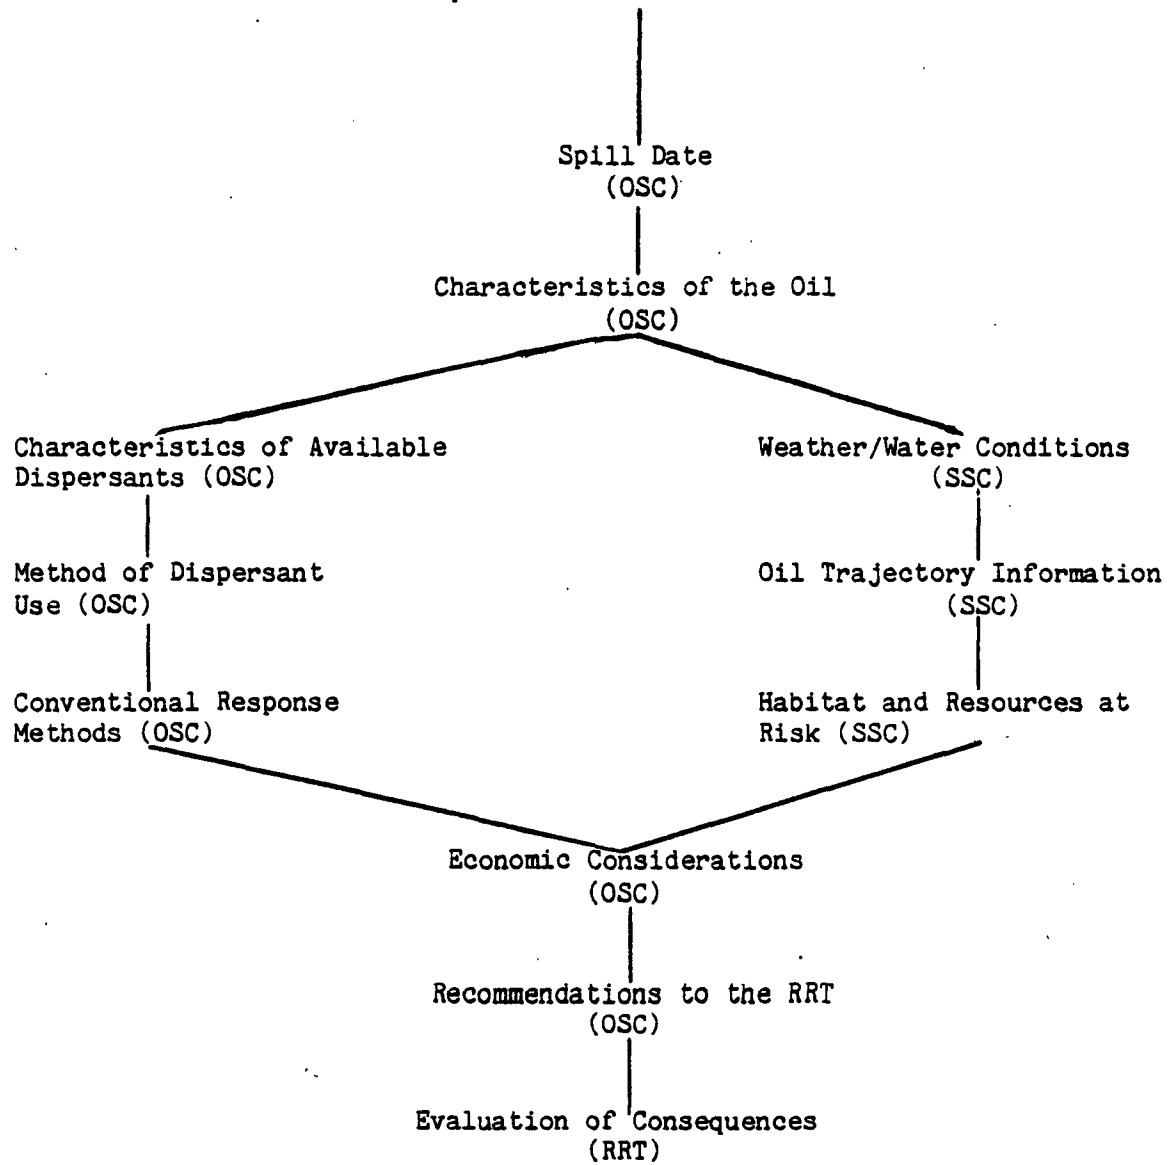 Spill Date
(OSC)
Characteristics of the Oil
(OSC)
Characteristics of Available
Dispersants (OSC)
Weather/Water Conditions
(SSC)
Method of Dispersant
Use (OSC)
Oil Trajectory Information
(SSC)
Conventional Response
Methods (OSC)
Habitat and Resources at
Risk (SSC)
Economic Considerations
(OSC)
Recommendations to the RRT
(OSC)
Evaluation of Consequences
(RRT)